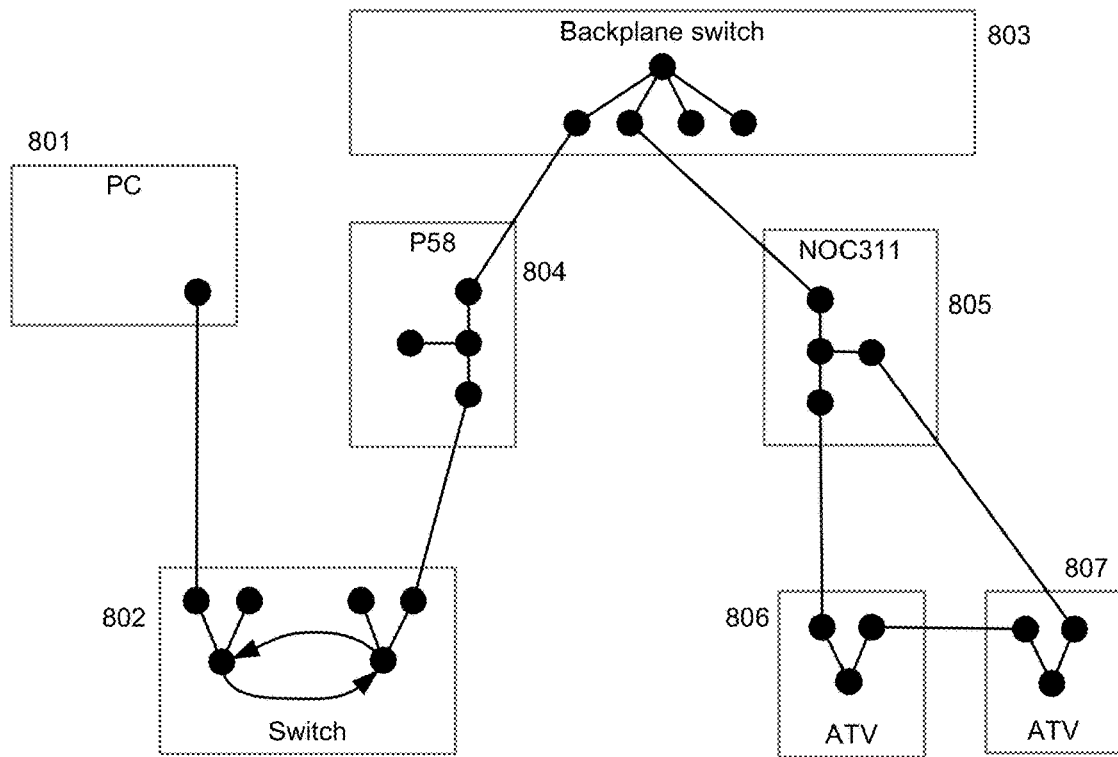 Backplane switch
803
801
PC
P58
804
NOC311
805
802
Switch
806
ATV
807
ATV